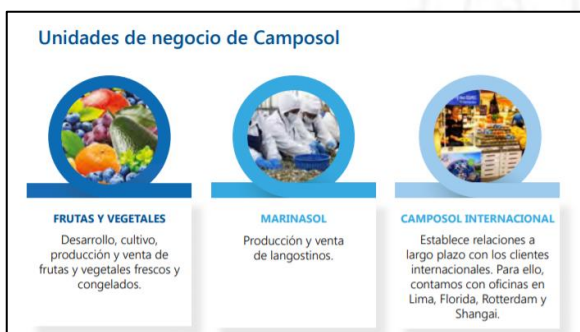 Unidades de negocio de Camposol
FRUTAS Y VEGETALES
Desarrollo, cultivo,
producción y venta de
frutas y vegetales frescos y
congelados.
MARINASOL
Producción y venta
de langostinos.
CAMPOSOL INTERNACIONAL
Establece relaciones a
largo plazo con los clientes
internacionales. Para ello,
contamos con oficinas en
Lima, Florida, Rotterdam y
Shangai.